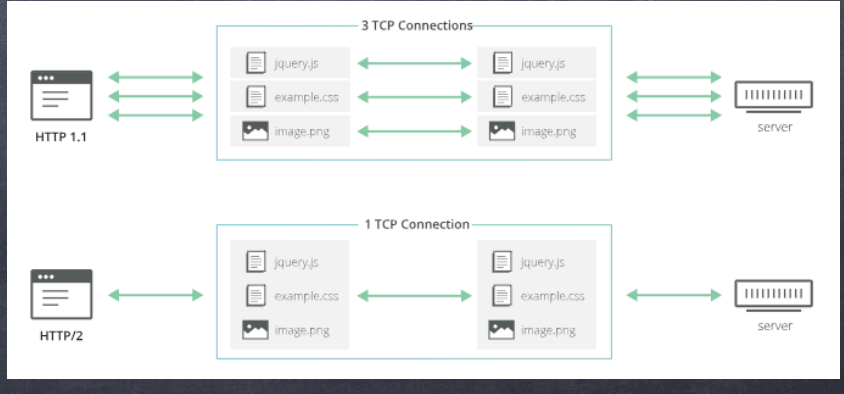 3 TCP Connections
jquery.js jquery.js
example.css example.css
image.png image.png
HTTP 1.1
server
1 TCP Connection
jquery.js jquery.js
example.css example.css
image.png image.png
HTTP/2
server